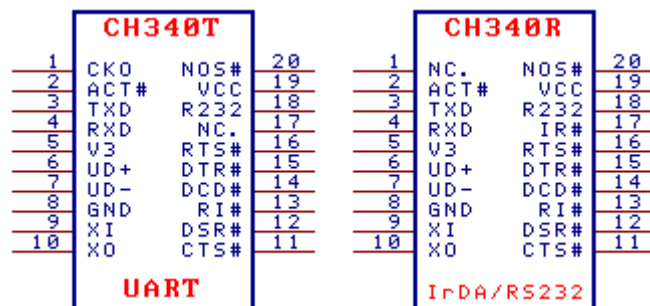 CH340T
1 CKO NOS# 20
2 ACT# VCC 19
3 TXD R232 18
4 RXD NC. 17
5 V3 RTS# 16
6 UD+ DTR# 15
7 UD- DCD# 14
8 GND RI# 13
9 XI DSR# 12
10 XO CTS# 11
UART
CH340R
1 NC. NOS# 20
2 ACT# VCC 19
3 TXD R232 18
4 RXD IR# 17
5 V3 RTS# 16
6 UD+ DTR# 15
7 UD- DCD# 14
8 GND RI# 13
9 XI DSR# 12
10 XO CTS# 11
IrDA/RS232